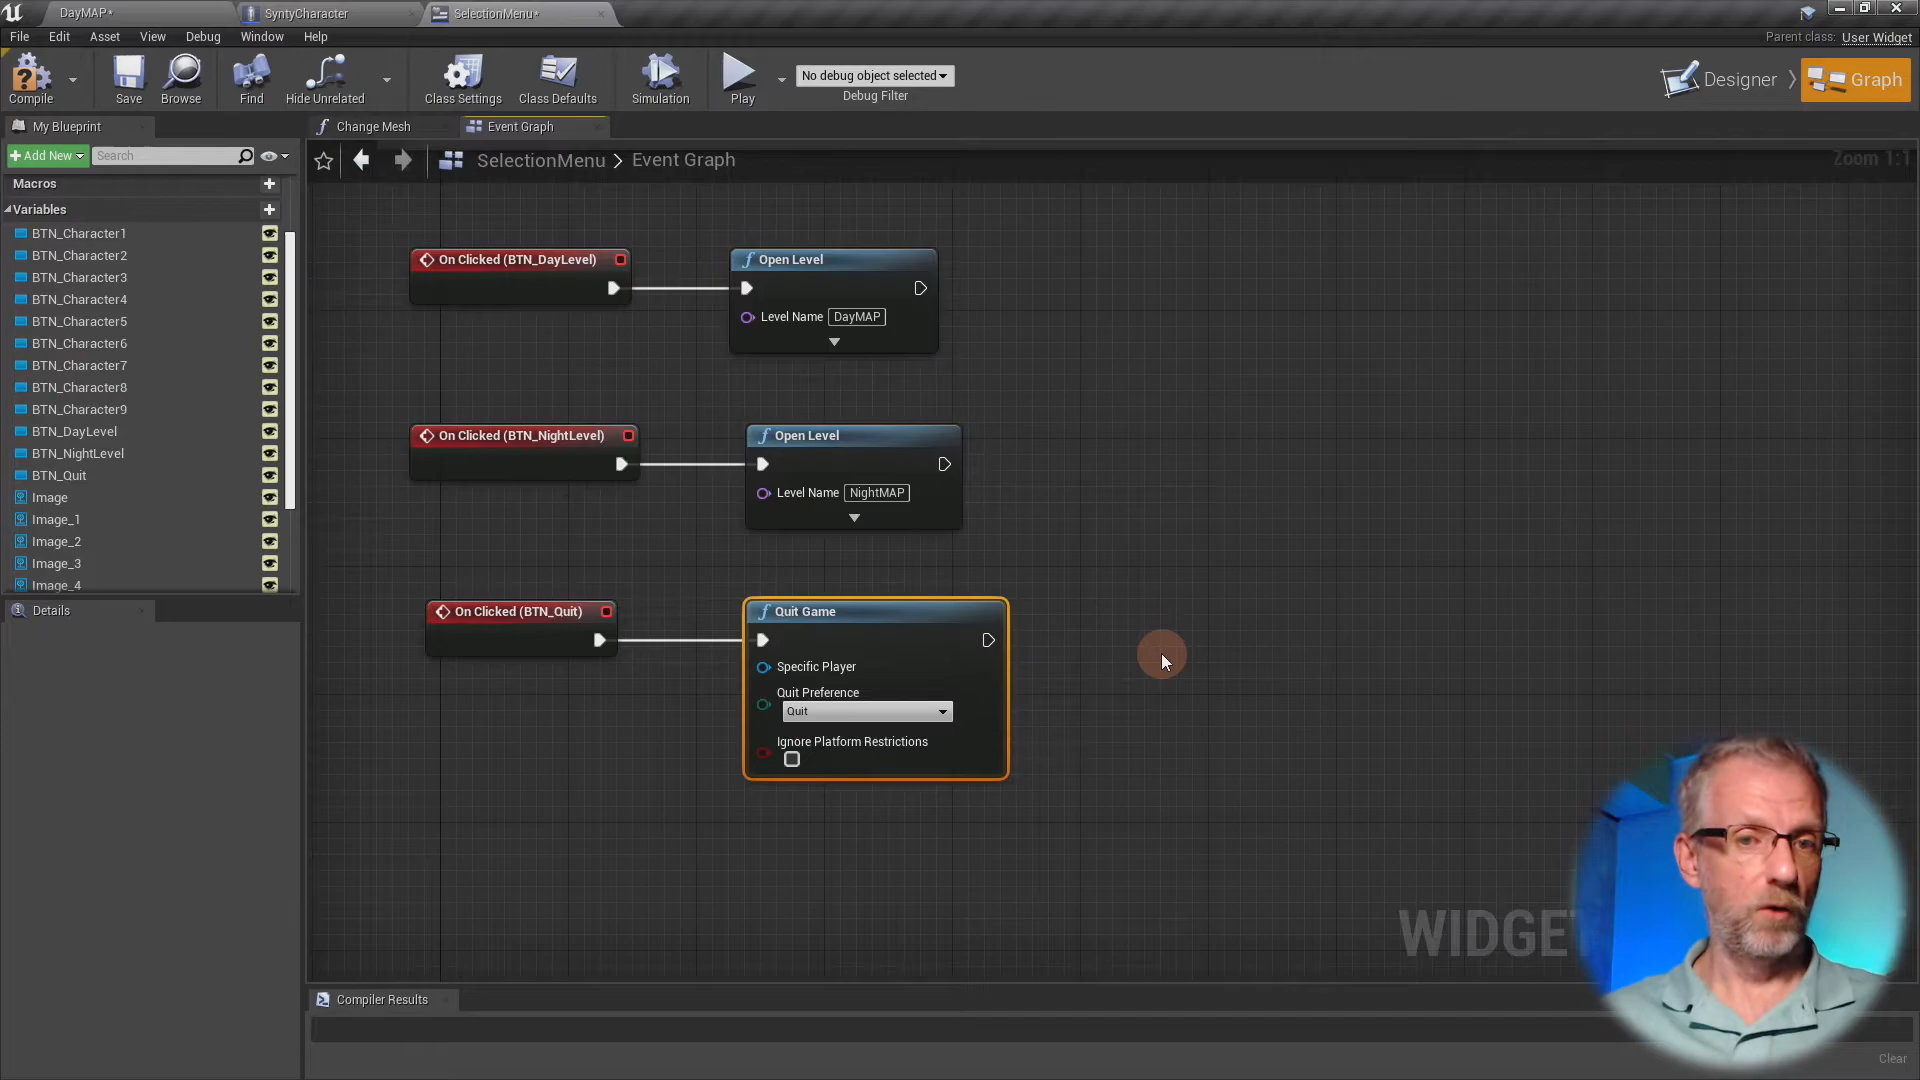 DayMAP*
SyntyCharacter
SelectionMenu*
File Edit Asset View Debug Window Help
Parent class: User Widget
Compile
Save
Browse
Find
Hide Unrelated
Class Settings
Class Defaults
Simulation
Play
No debug object selected
Debug Filter
Designer
Graph
My Blueprint
Add New
Search
Macros
Variables
BTN_Character1
BTN_Character2
BTN_Character3
BTN_Character4
BTN_Character5
BTN_Character6
BTN_Character7
BTN_Character8
BTN_Character9
BTN_DayLevel
BTN_NightLevel
BTN_Quit
Image
Image_1
Image_2
Image_3
Image_4
Details
Change Mesh
Event Graph
SelectionMenu > Event Graph
Zoom 1:1
On Clicked (BTN_DayLevel)
Open Level
Level Name DayMAP
On Clicked (BTN_NightLevel)
Open Level
Level Name NightMAP
On Clicked (BTN_Quit)
Quit Game
Specific Player
Quit Preference
Quit
Ignore Platform Restrictions
WIDGET
Compiler Results
Clear